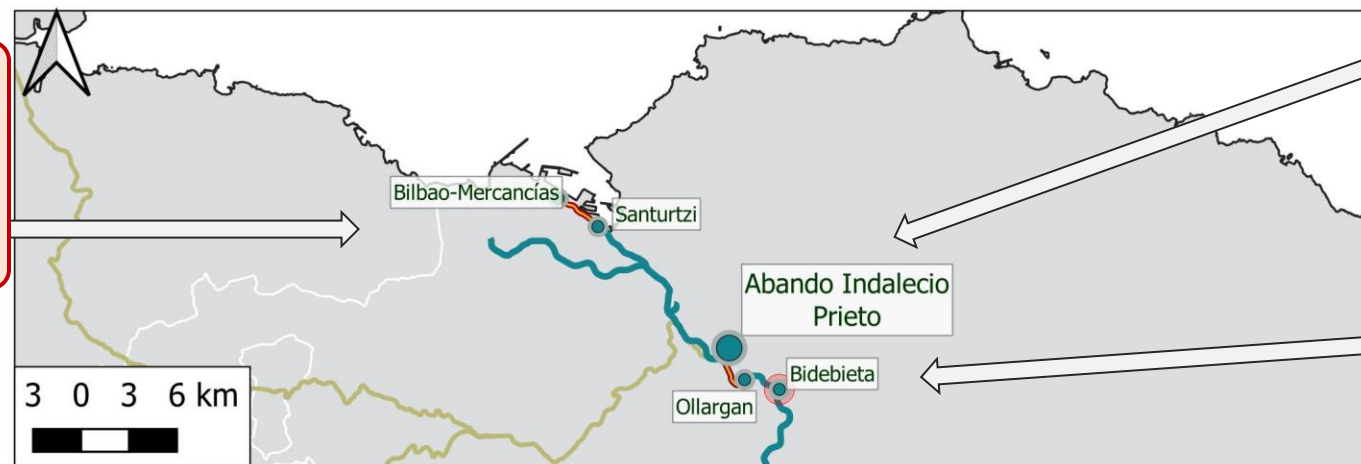 Bilbao-Mercancías
Santurtzi
Abando Indalecio
Prieto
Bidebieta
Ollargan
3 0 3 6 km